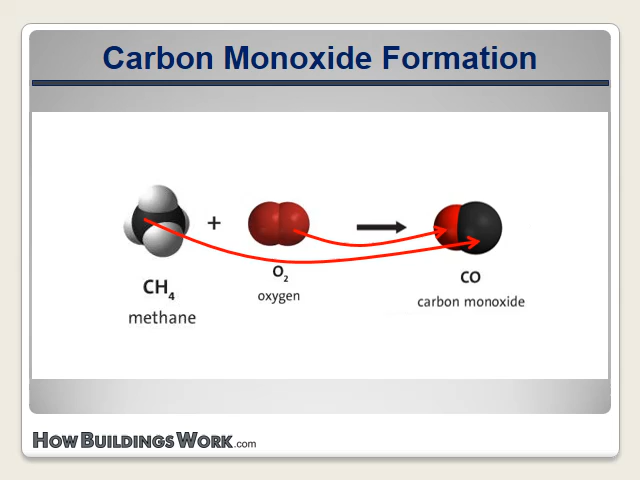 Carbon Monoxide Formation
+
CH₄
methane
O₂
oxygen
CO
carbon monoxide
HowBuildingsWork.com